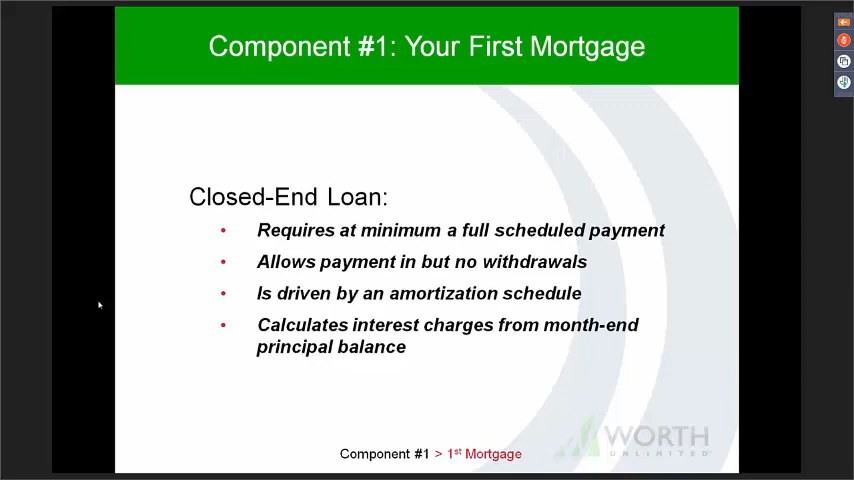 Component #1: Your First Mortgage
Closed-End Loan:
• Requires at minimum a full scheduled payment
• Allows payment in but no withdrawals
• Is driven by an amortization schedule
• Calculates interest charges from month-end
principal balance
WORTH
UNLIMITED
Component #1 > 1st Mortgage